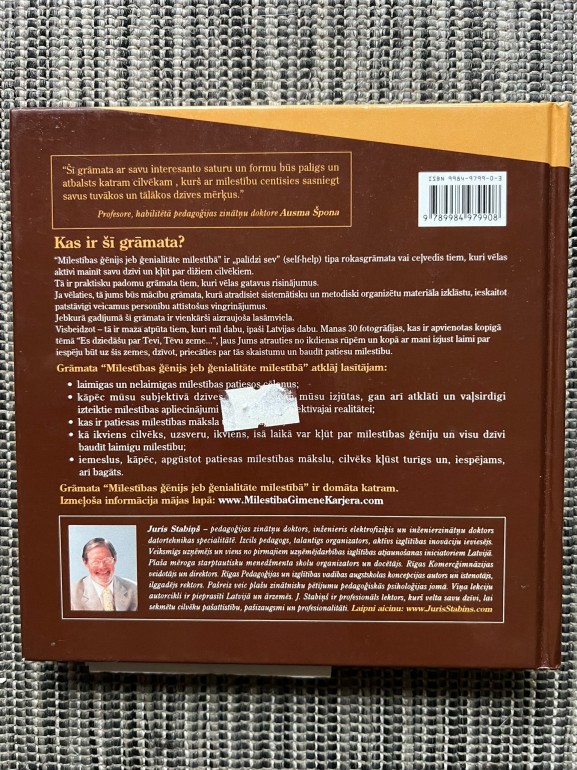 “Šī grāmata ar savu interesanto saturu un formu būs palīgs un
atbalsts katram cilvēkam , kurš ar mīlestību centīsies sasniegt
savus tuvākos un tālākos dzīves mērķus.”
Profesore, habilitētā pedagoģijas zinātņu doktore Ausma Špona
ISBN 9984-9799-0-3
9 789984 979908
Kas ir šī grāmata?
“Mīlestības ģēnijs jeb ģenialitāte mīlestībā” ir „palīdzi sev” (self-help) tipa rokasgrāmata vai ceļvedis tiem, kuri vēlas
aktīvi mainīt savu dzīvi un kļūt par dižiem cilvēkiem.
Tā ir praktisku padomu grāmata tiem, kuri vēlas gatavus risinājumus.
Ja vēlaties, tā jums būs mācību grāmata, kurā atradīsiet sistemātisku un metodiski organizētu materiāla izklāstu, ieskaitot
patstāvīgi veicamus personību attīstošus vingrinājumus.
Jebkurā gadījumā šī grāmata ir vienkārši aizraujoša lasāmviela.
Visbeidzot – tā ir maza atpūta tiem, kuri mīl dabu, īpaši Latvijas dabu. Manas 30 fotogrāfijas, kas ir apvienotas kopīgā
tēmā “Es dziedāšu par Tevi, Tēvu zeme...”, ļaus Jums atrauties no ikdienas rūpēm un kopā ar mani izjust laimi par
iespēju būt uz šīs zemes, dzīvot, priecāties par tās skaistumu un baudīt patiesu mīlestību.
Grāmata “Mīlestības ģēnijs jeb ģenialitāte mīlestībā” atklāj lasītājam:
• laimīgas un nelaimīgas mīlestības patiesos cēloņus;
• kāpēc mūsu subjektīvā dzīves mūsu izjūtas, gan arī atklāti un vaļsirdīgi
izteiktie mīlestības apliecinājumi objektīvajai realitātei;
• kas ir patiesas mīlestības māksla
• kā ikviens cilvēks, uzsveru, ikviens, īsā laikā var kļūt par mīlestības ģēniju un visu dzīvi
baudīt laimīgu mīlestību;
• iemeslus, kāpēc, apgūstot patiesas mīlestības mākslu, cilvēks kļūst turīgs un, iespējams,
arī bagāts.
Grāmata “Mīlestības ģēnijs jeb ģenialitāte mīlestībā” ir domāta katram.
Izmeļoša informācija mājas lapā: www.MilestibaGimeneKarjera.com
Juris Stabiņš – pedagoģijas zinātņu doktors, inženieris elektrofiziķis un inženierzinātņu doktors
datortehnikas specialitātē. Izcils pedagogs, talantīgs organizators, aktīvs izglītības inovāciju ieviesējs.
Veiksmīgs uzņēmējs un viens no pirmajiem uzņēmējdarbības izglītības atjaunošanas iniciatoriem Latvijā.
Plaša mēroga starptautisku menedžmenta skolu organizators un docētājs. Rīgas Komercģimnāzijas
veidotājs un direktors. Rīgas Pedagoģijas un izglītības vadības augstskolas koncepcijas autors un īstenotājs,
ilggadējs rektors. Pašreiz veic plašu zinātnisku pētījumu pedagoģiskās psiholoģijas jomā. Viņa lekciju
autorcikli ir pieprasīti Latvijā un ārzemēs. J. Stabiņš ir profesionāls lektors, kurš velta savu dzīvi, lai
sekmētu cilvēku pašattīstību, pašizaugsmi un profesionalitāti. Laipni aicinu: www.JurisStabins.com